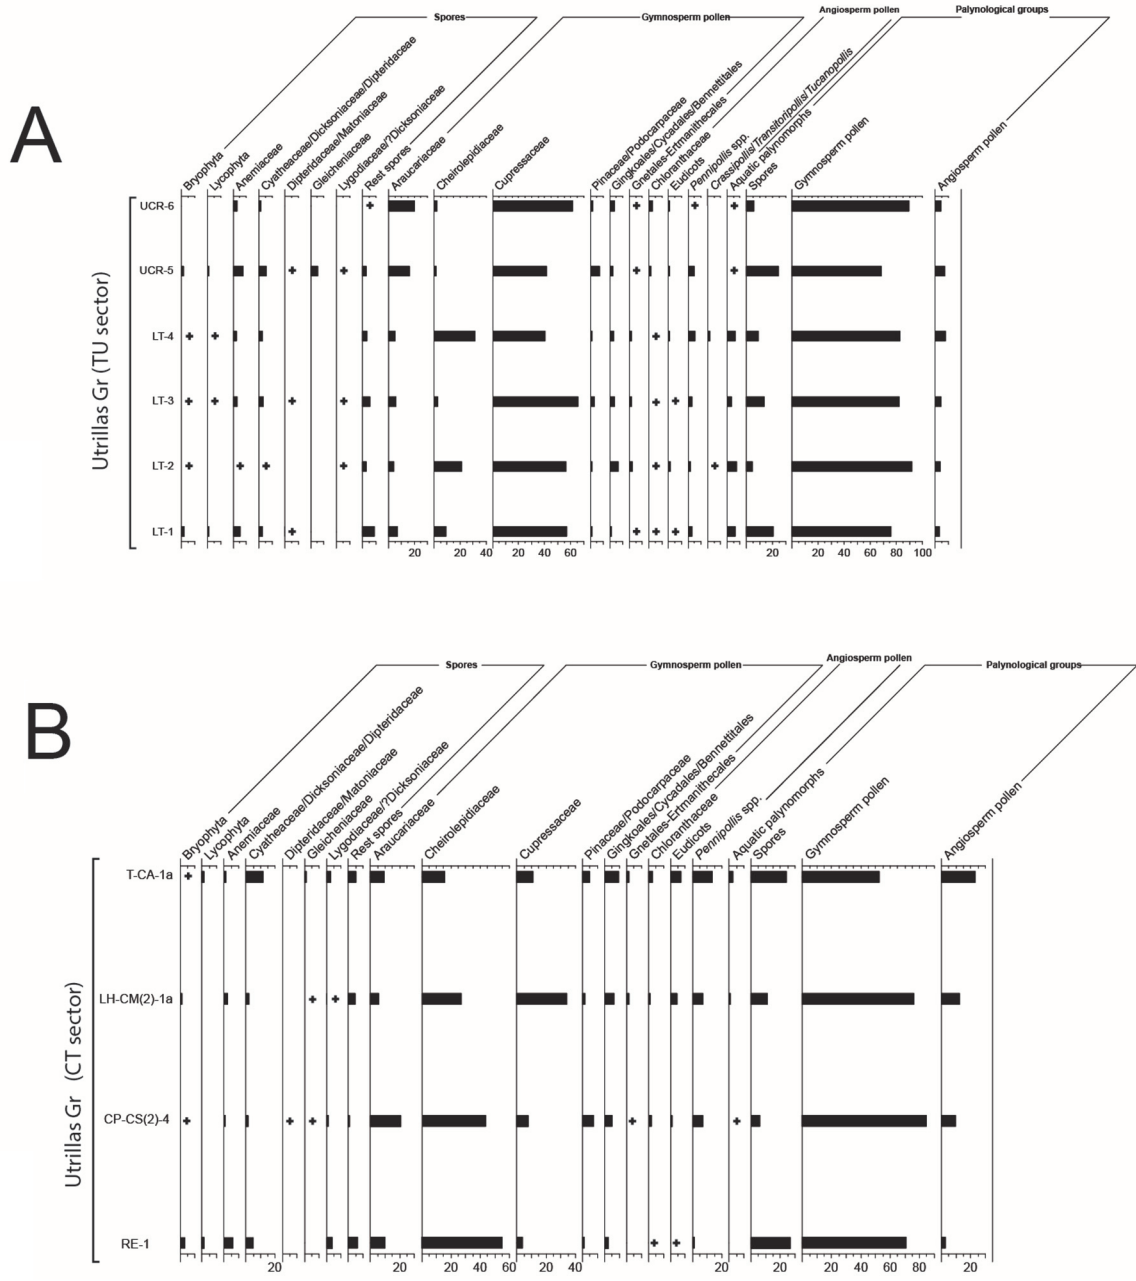 Spores
Gymnosperm pollen
Angiosperm pollen
Palynological groups
A
Bryophyta
Lycophyta
Anemiaceae
Cyatheaceae/Dicksoniaceae/Dipteridaceae
Dipteridaceae/Matoniaceae
Gleicheniaceae
Lygodiaceae/?Dicksoniaceae
Rest spores
Araucariaceae
Cheirolepidiaceae
Cupressaceae
Pinaceae/Podocarpaceae
Gingkoales/Cycadales/Bennettitales
Gnetales-Ertmanithecales
Chloranthaceae
Eudicots
Pennipollis spp.
Crassipollis/Transitoripollis/Tucanopollis
Aquatic palynomorphs
Spores
Gymnosperm pollen
Angiosperm pollen
Utrillas Gr (TU sector)
UCR-6 + + + +
UCR-5 + + + +
LT-4 + + +
LT-3 + + + + + +
LT-2 + + + + + +
LT-1 + + + +
20 20 40 20 40 60 20 20 40 60 80 100
Spores
Gymnosperm pollen
Angiosperm pollen
Palynological groups
B
Bryophyta
Lycophyta
Anemiaceae
Cyatheaceae/Dicksoniaceae/Dipteridaceae
Dipteridaceae/Matoniaceae
Gleicheniaceae
Lygodiaceae/?Dicksoniaceae
Rest spores
Araucariaceae
Cheirolepidiaceae
Cupressaceae
Pinaceae/Podocarpaceae
Gingkoales/Cycadales/Bennettitales
Gnetales-Ertmanithecales
Chloranthaceae
Eudicots
Pennipollis spp.
Aquatic palynomorphs
Spores
Gymnosperm pollen
Angiosperm pollen
Utrillas Gr (CT sector)
T-CA-1a +
LH-CM(2)-1a + +
CP-CS(2)-4 + + + + +
RE-1 + +
20 20 20 40 60 20 40 20 20 20 40 60 80 20